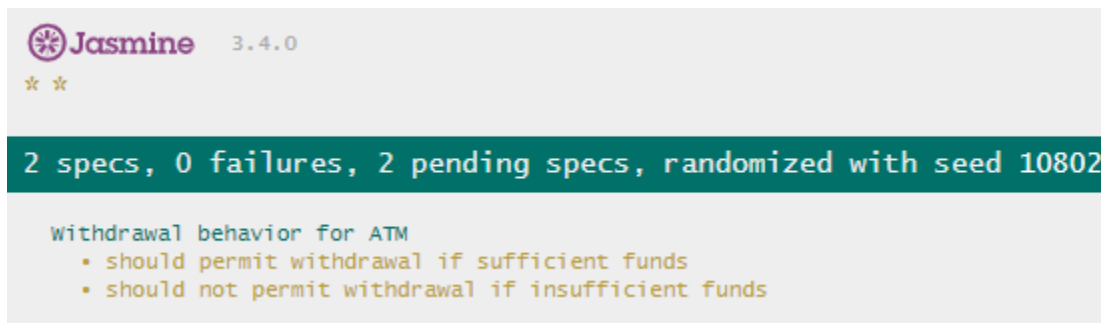 Jasmine 3.4.0
* *
2 specs, 0 failures, 2 pending specs, randomized with seed 10802
Withdrawal behavior for ATM
• should permit withdrawal if sufficient funds
• should not permit withdrawal if insufficient funds